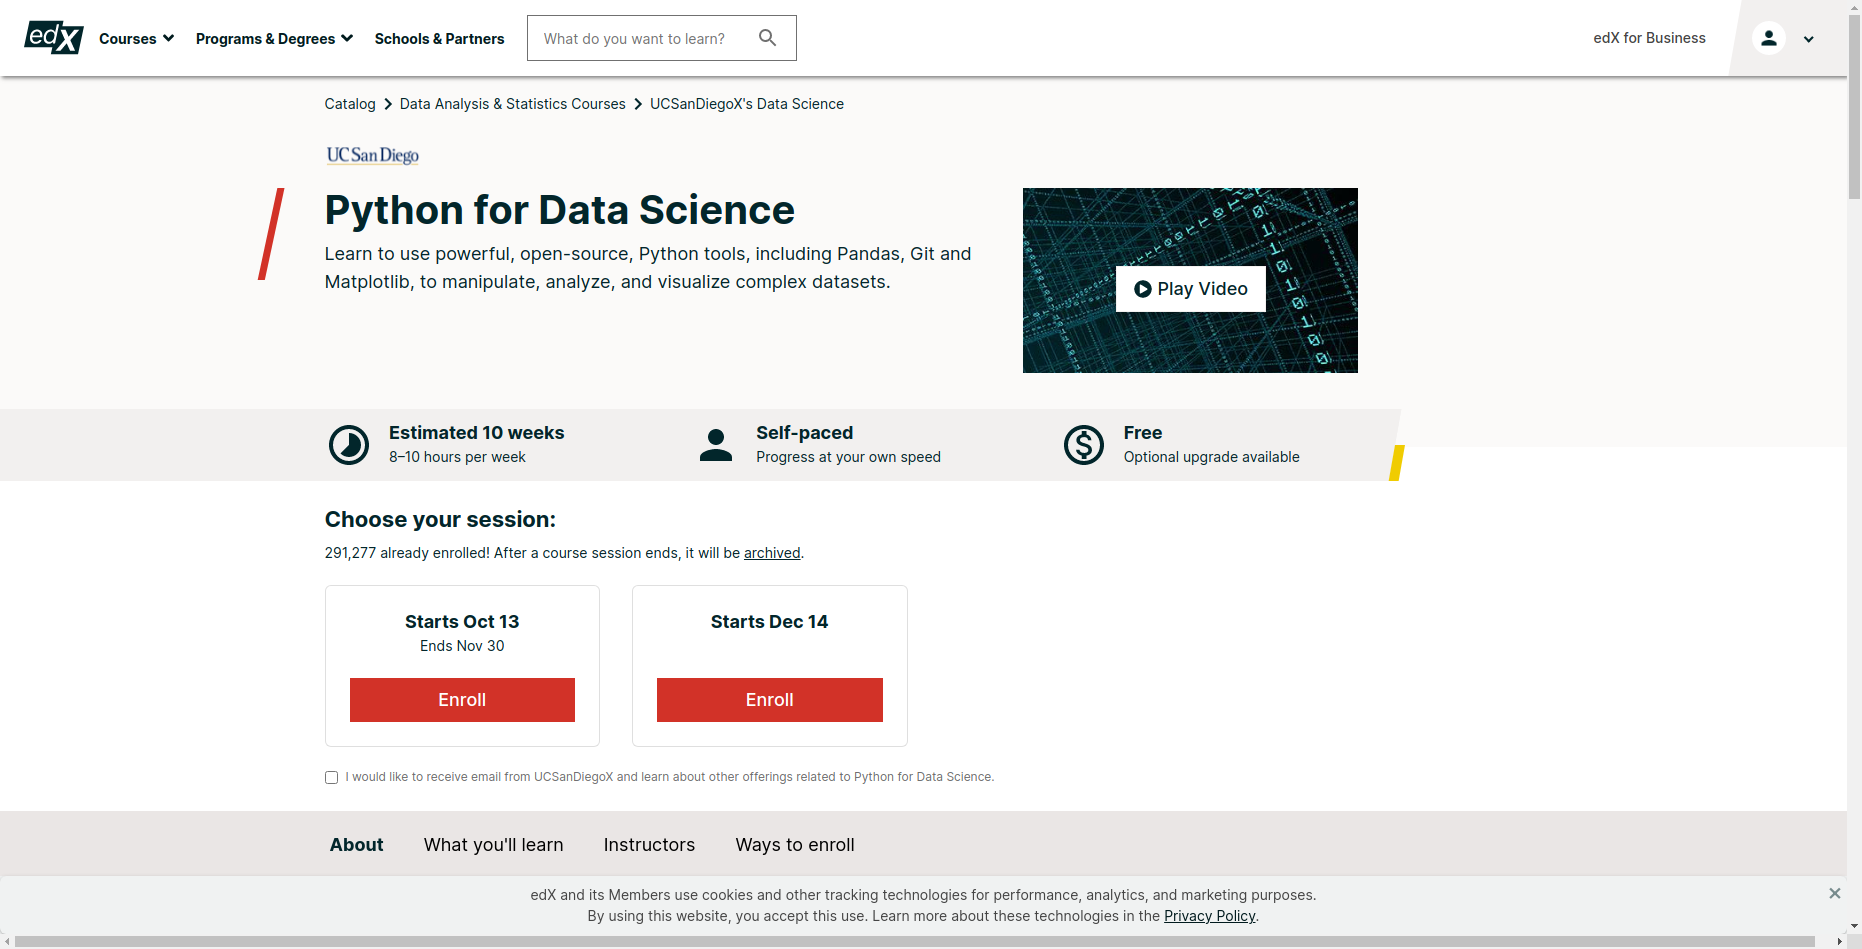 edX
Courses
Programs & Degrees
Schools & Partners
What do you want to learn?
edX for Business
Catalog
Data Analysis & Statistics Courses
UCSanDiegoX's Data Science
UC San Diego
Python for Data Science
Learn to use powerful, open-source, Python tools, including Pandas, Git and
Matplotlib, to manipulate, analyze, and visualize complex datasets.
Play Video
Estimated 10 weeks
8–10 hours per week
Self-paced
Progress at your own speed
Free
Optional upgrade available
Choose your session:
291,277 already enrolled! After a course session ends, it will be archived.
Starts Oct 13
Ends Nov 30
Enroll
Starts Dec 14
Enroll
I would like to receive email from UCSanDiegoX and learn about other offerings related to Python for Data Science.
About
What you'll learn
Instructors
Ways to enroll
edX and its Members use cookies and other tracking technologies for performance, analytics, and marketing purposes.
By using this website, you accept this use. Learn more about these technologies in the Privacy Policy.